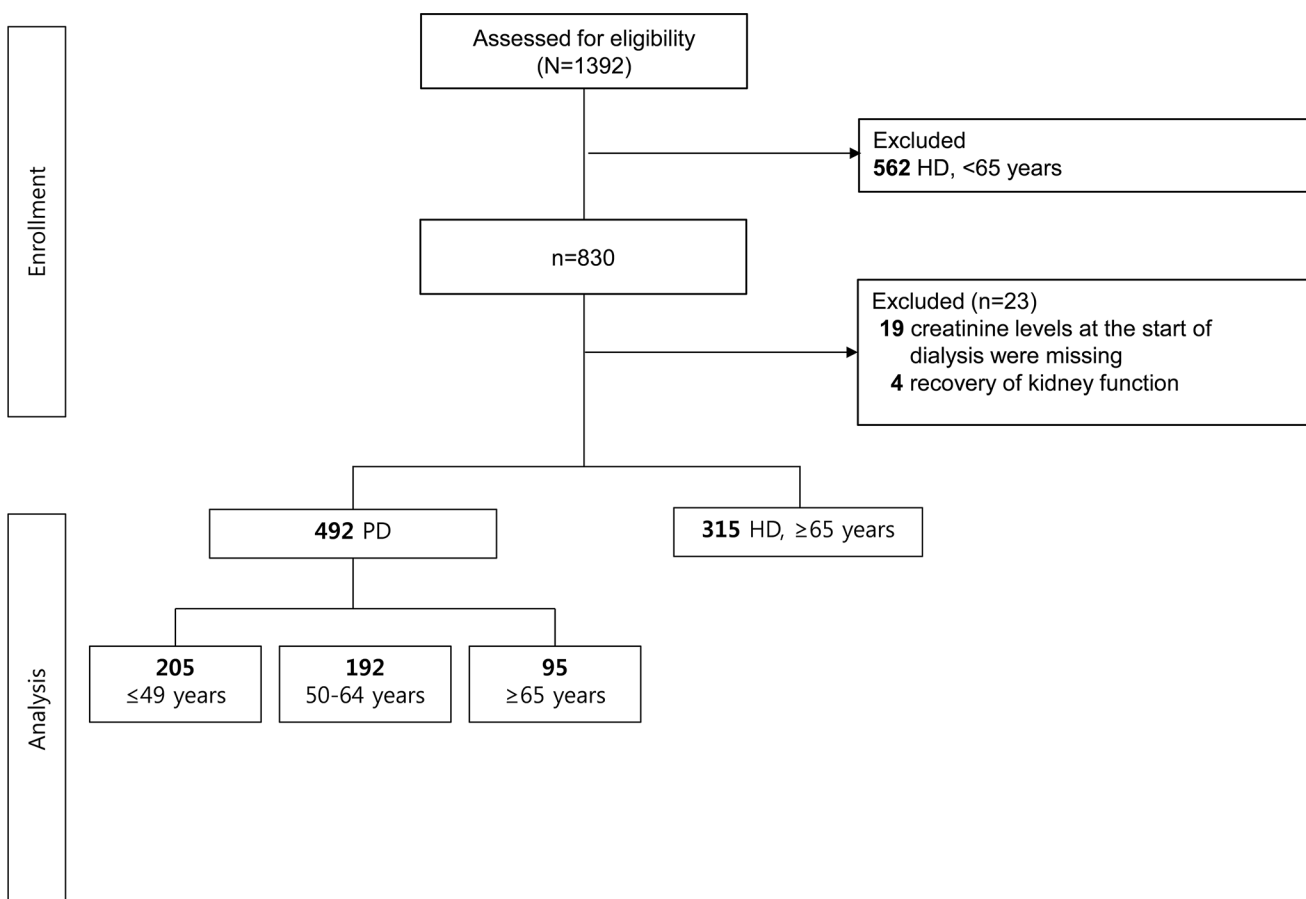 Enrollment
Assessed for eligibility
(N=1392)
Excluded
562 HD, <65 years
n=830
Excluded (n=23)
19 creatinine levels at the start of
dialysis were missing
4 recovery of kidney function
Analysis
492 PD
315 HD, ≥65 years
205
≤49 years
192
50-64 years
95
≥65 years